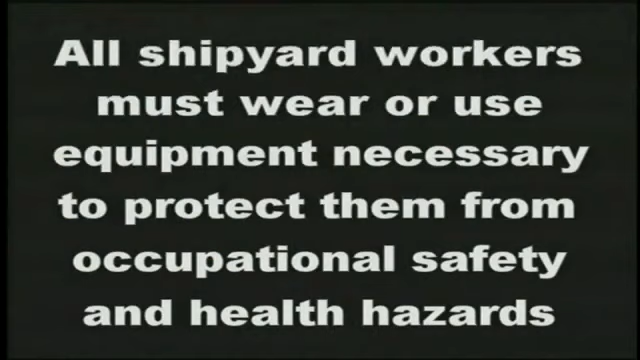 All shipyard workers
must wear or use
equipment necessary
to protect them from
occupational safety
and health hazards